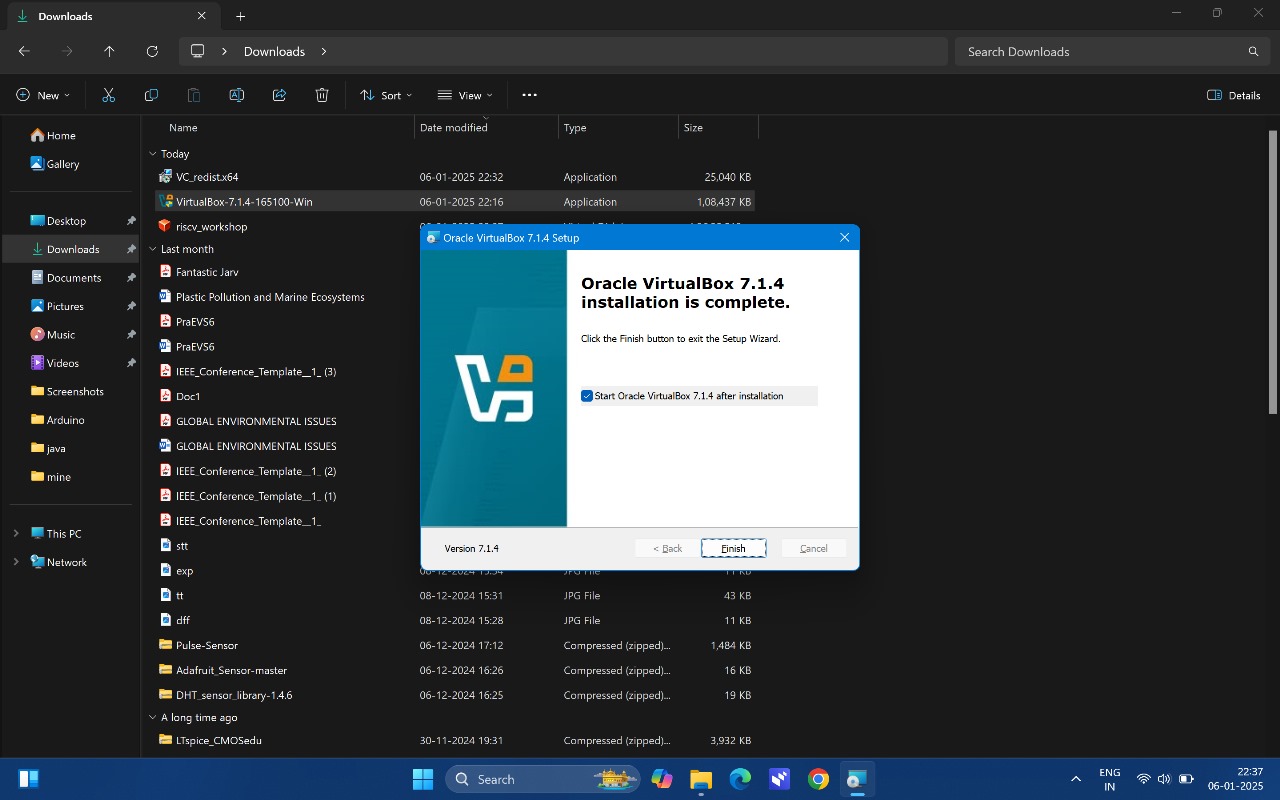 Downloads
Downloads
Search Downloads
New
Sort
View
Details
Home
Gallery
Desktop
Downloads
Documents
Pictures
Music
Videos
Screenshots
Arduino
java
mine
This PC
Network
Name Date modified Type Size
Today
VC_redist.x64 06-01-2025 22:32 Application 25,040 KB
VirtualBox-7.1.4-165100-Win 06-01-2025 22:16 Application 1,08,437 KB
riscv_workshop
Last month
Fantastic Jarv
Plastic Pollution and Marine Ecosystems
PraEVS6
PraEVS6
IEEE_Conference_Template__1_ (3)
Doc1
GLOBAL ENVIRONMENTAL ISSUES
GLOBAL ENVIRONMENTAL ISSUES
IEEE_Conference_Template__1_ (2)
IEEE_Conference_Template__1_ (1)
IEEE_Conference_Template__1_
stt
exp
tt 08-12-2024 15:31 JPG File 43 KB
dff 08-12-2024 15:28 JPG File 11 KB
Pulse-Sensor 06-12-2024 17:12 Compressed (zipped)... 1,484 KB
Adafruit_Sensor-master 06-12-2024 16:26 Compressed (zipped)... 16 KB
DHT_sensor_library-1.4.6 06-12-2024 16:25 Compressed (zipped)... 19 KB
A long time ago
LTspice_CMOSedu 30-11-2024 19:31 Compressed (zipped)... 3,932 KB
Oracle VirtualBox 7.1.4 Setup
Oracle VirtualBox 7.1.4
installation is complete.
Click the Finish button to exit the Setup Wizard.
Start Oracle VirtualBox 7.1.4 after installation
Version 7.1.4
< Back
Finish
Cancel
Search
ENG
IN
22:37
06-01-2025